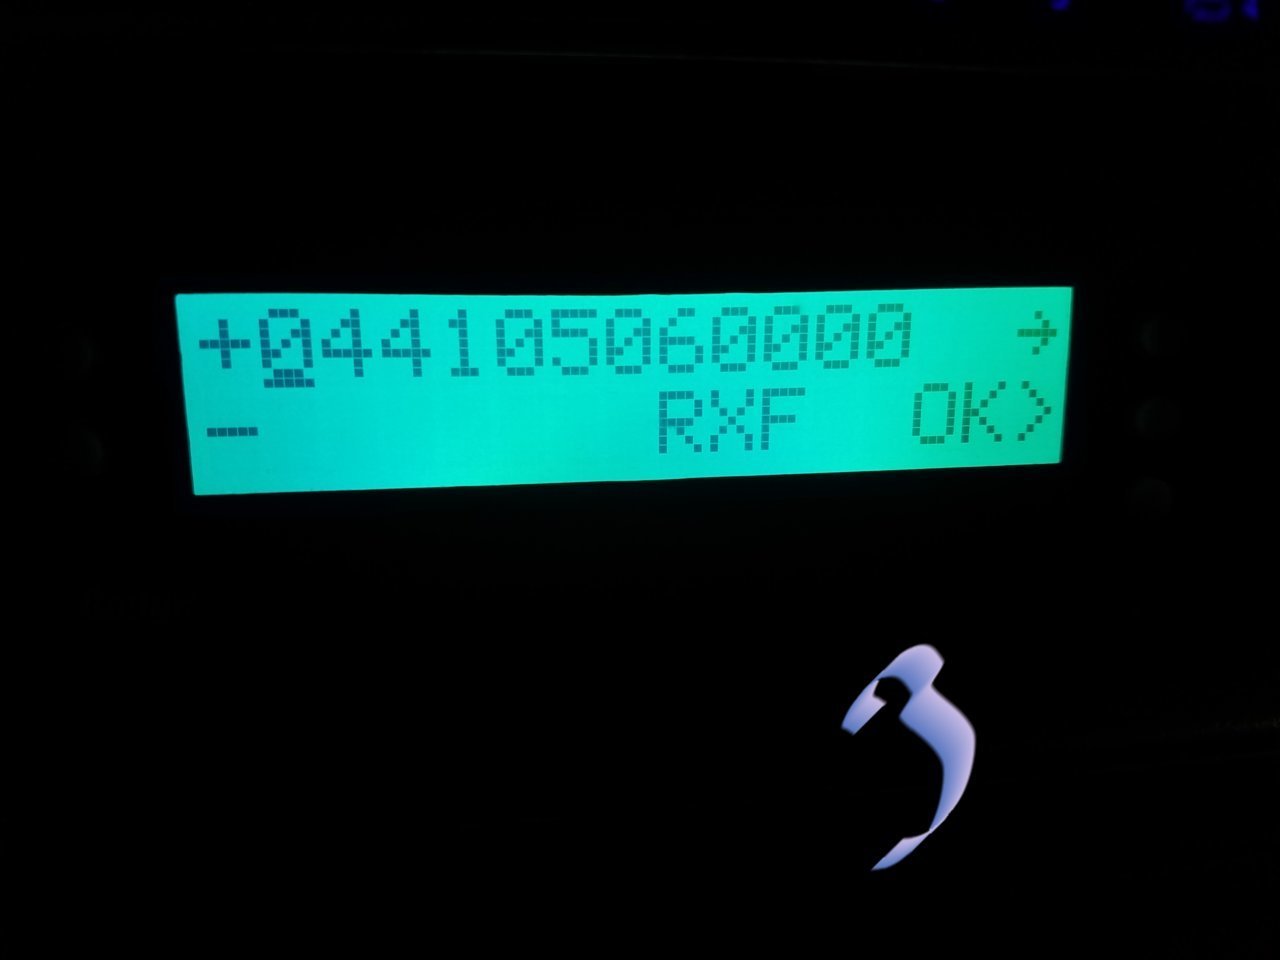 +044105060000 →
– RXF OK>